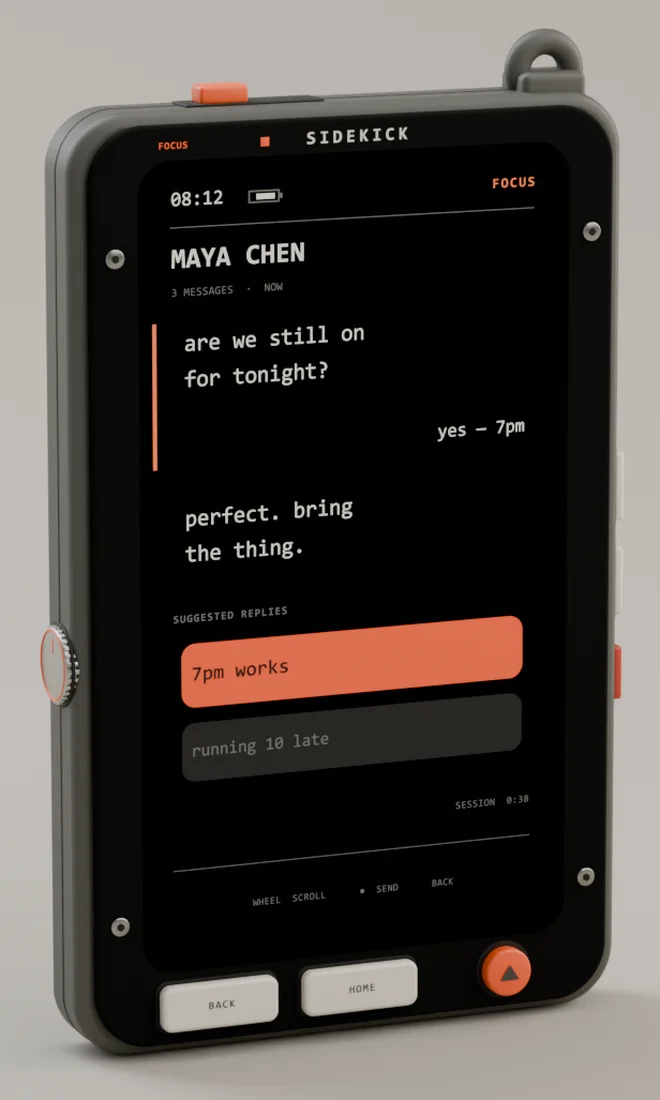 FOCUS
SIDEKICK
08:12
FOCUS
MAYA CHEN
3 MESSAGES · NOW
are we still on
for tonight?
yes — 7pm
perfect. bring
the thing.
SUGGESTED REPLIES
7pm works
running 10 late
SESSION 0:38
WHEEL SCROLL • SEND BACK
BACK
HOME